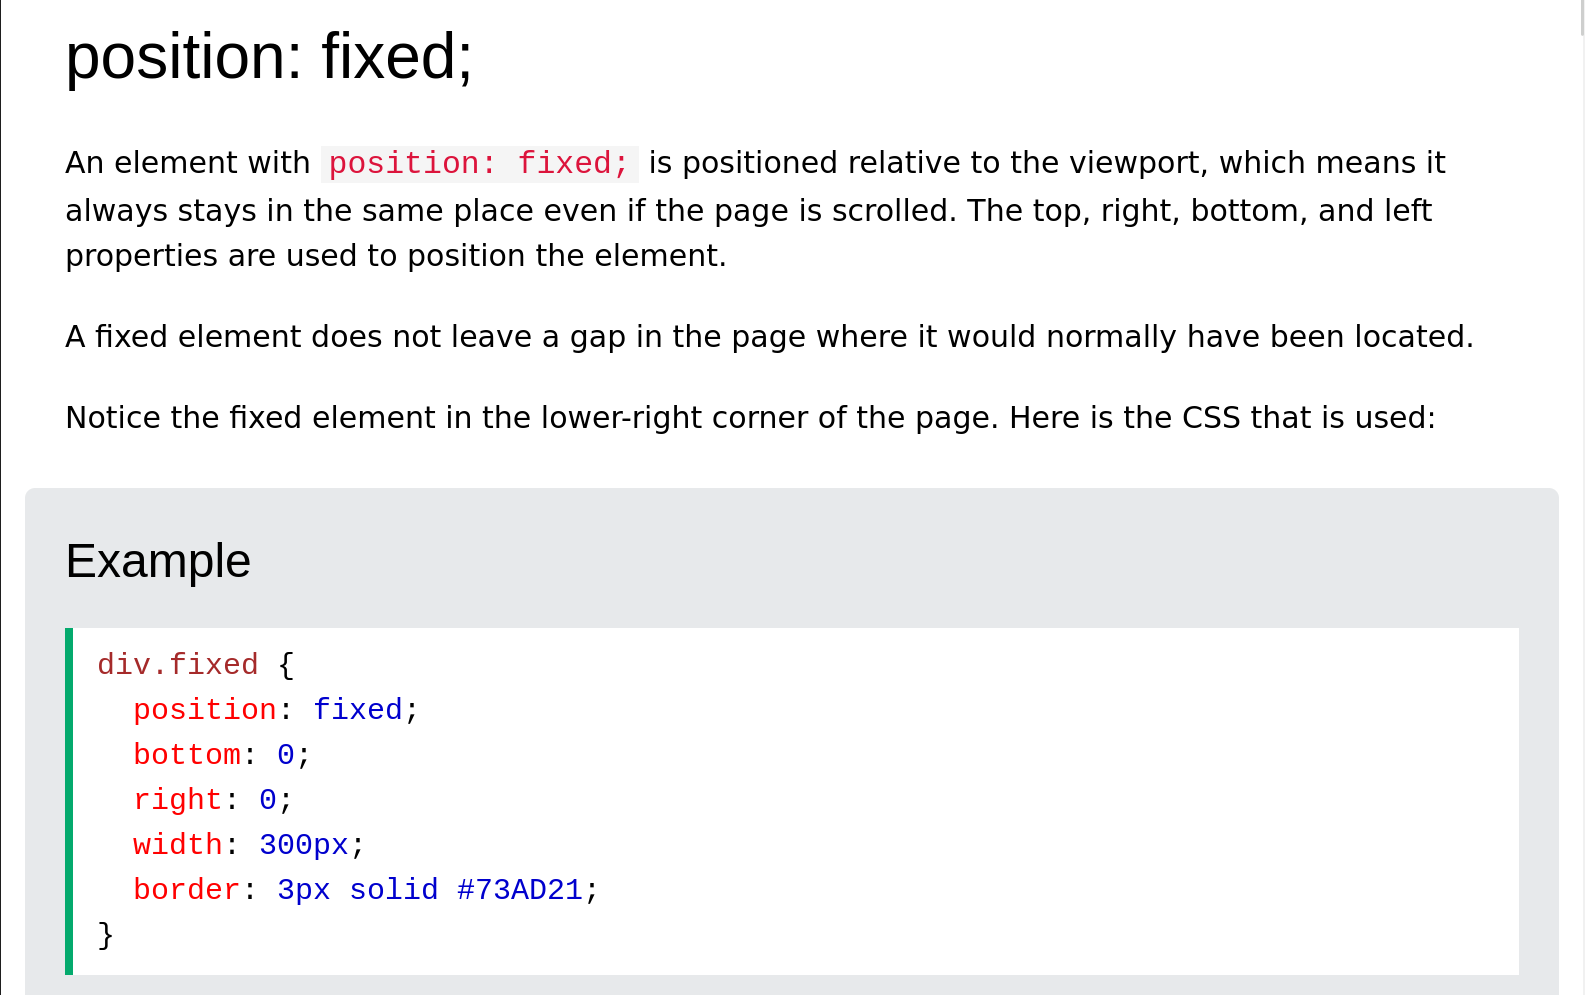 position: fixed;
An element with position: fixed; is positioned relative to the viewport, which means it
always stays in the same place even if the page is scrolled. The top, right, bottom, and left
properties are used to position the element.
A fixed element does not leave a gap in the page where it would normally have been located.
Notice the fixed element in the lower-right corner of the page. Here is the CSS that is used:
Example
div.fixed {
  position: fixed;
  bottom: 0;
  right: 0;
  width: 300px;
  border: 3px solid #73AD21;
}